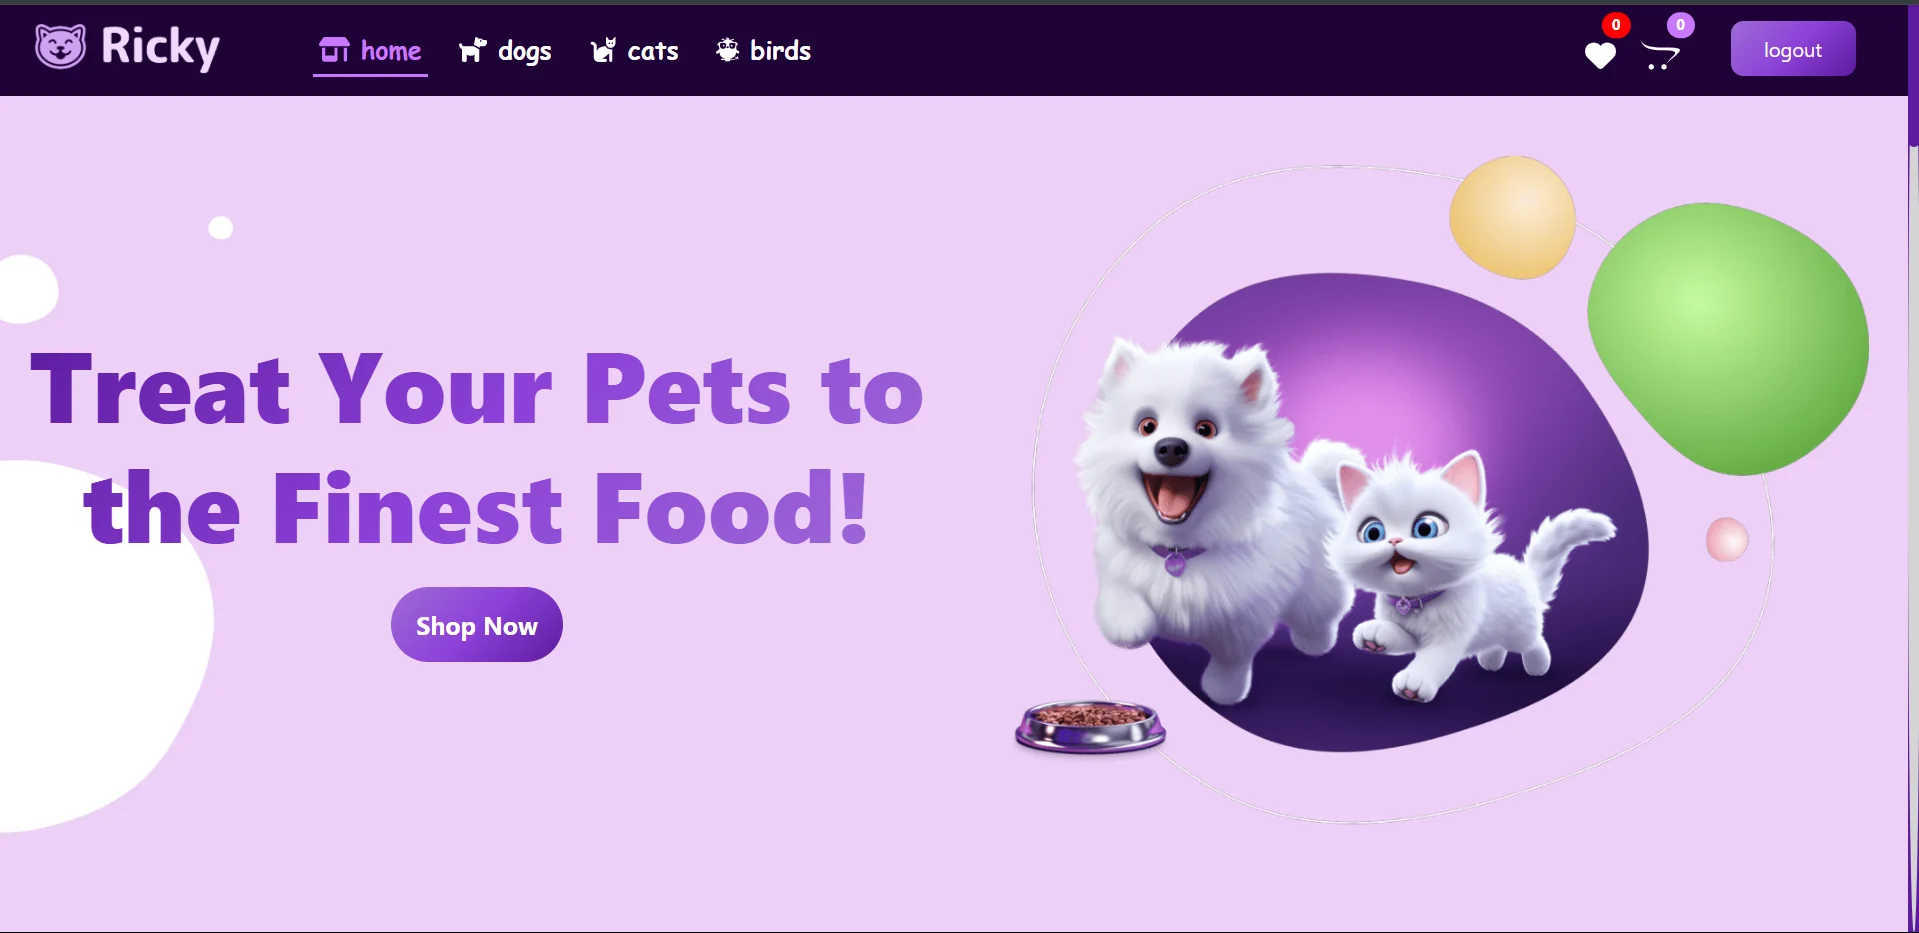 Ricky
home
dogs
cats
birds
0
0
logout
Treat Your Pets to
the Finest Food!
Shop Now